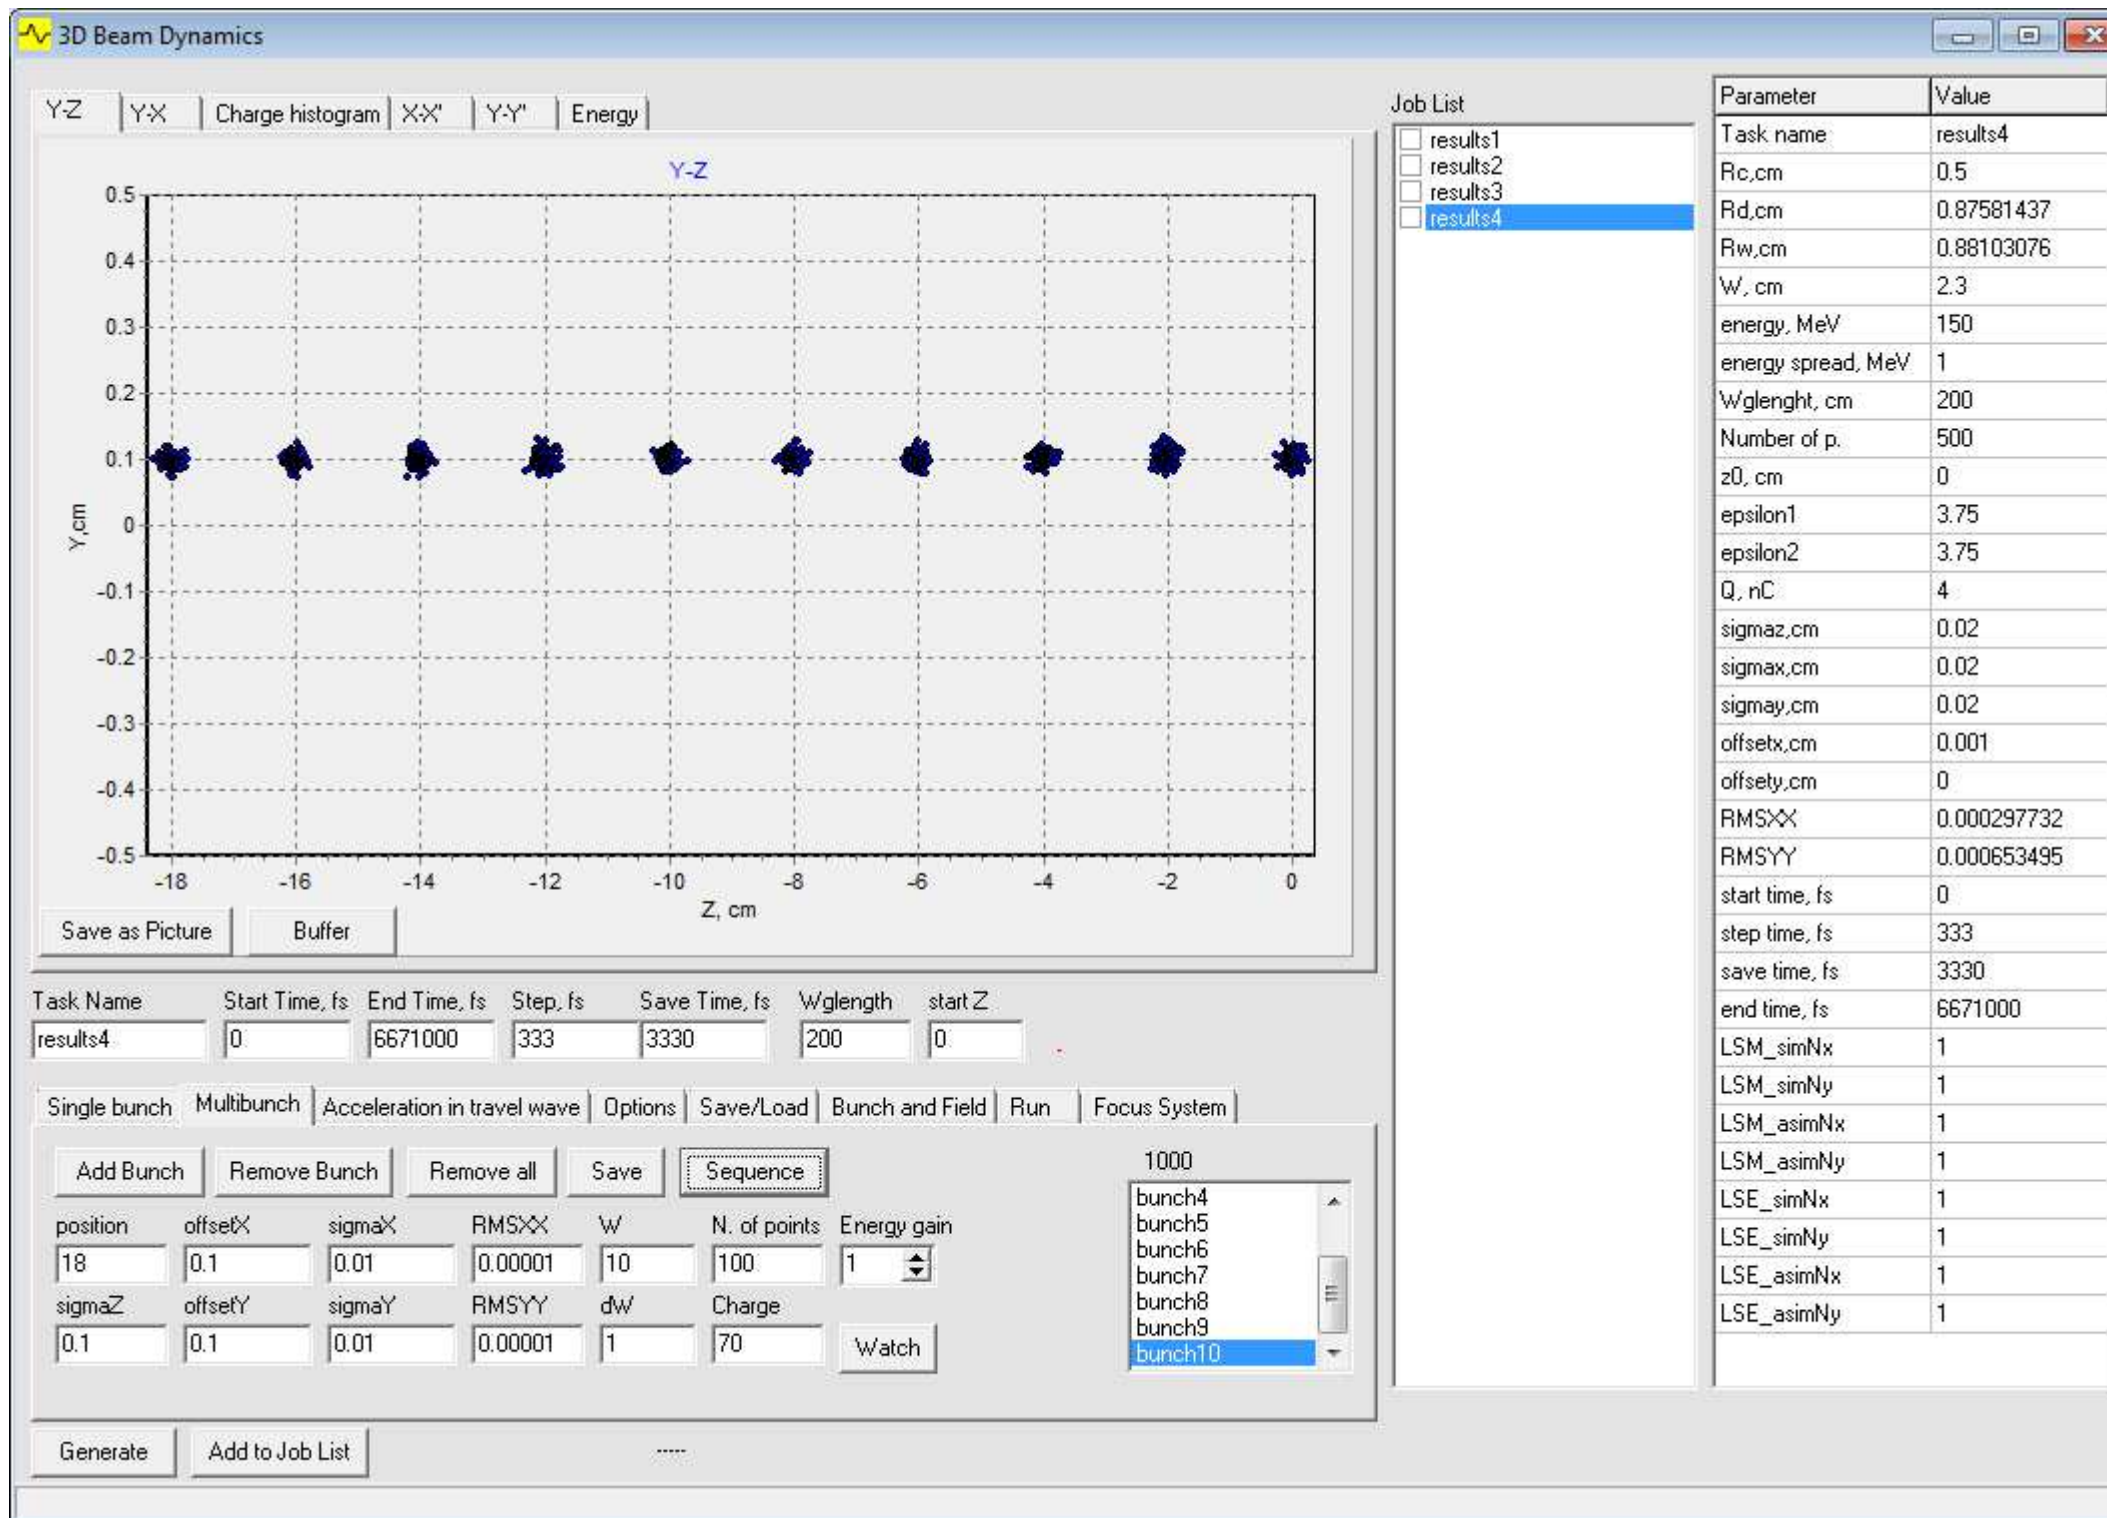 3D Beam Dynamics
Y-Z Y-X Charge histogram X-X" Y-Y" Energy
Y-Z
0.5
0.4
0.3
0.2
0.1
0
-0.1
-0.2
-0.3
-0.4
-0.5
Y,cm
-18 -16 -14 -12 -10 -8 -6 -4 -2 0
Z, cm
Save as Picture Buffer
Job List
results1
results2
results3
results4
Parameter Value
Task name results4
Rc,cm 0.5
Rd,cm 0.87581437
Rw,cm 0.88103076
W, cm 2.3
energy, MeV 150
energy spread, MeV 1
Wglenght, cm 200
Number of p. 500
z0, cm 0
epsilon1 3.75
epsilon2 3.75
Q, nC 4
sigmaz,cm 0.02
sigmax,cm 0.02
sigmay,cm 0.02
offsetx,cm 0.001
offsety,cm 0
RMSXX 0.000297732
RMSYY 0.000653495
start time, fs 0
step time, fs 333
save time, fs 3330
end time, fs 6671000
LSM_simNx 1
LSM_simNy 1
LSM_asimNx 1
LSM_asimNy 1
LSE_simNx 1
LSE_simNy 1
LSE_asimNx 1
LSE_asimNy 1
Task Name Start Time, fs End Time, fs Step, fs Save Time, fs Wglength start Z
results4 0 6671000 333 3330 200 0
Single bunch Multibunch Acceleration in travel wave Options Save/Load Bunch and Field Run Focus System
Add Bunch Remove Bunch Remove all Save Sequence
position offsetX sigmaX RMSXX W N. of points Energy gain
18 0.1 0.01 0.00001 10 100 1
sigmaZ offsetY sigmaY RMSYY dW Charge
0.1 0.1 0.01 0.00001 1 70 Watch
1000
bunch4
bunch5
bunch6
bunch7
bunch8
bunch9
bunch10
Generate Add to Job List -----